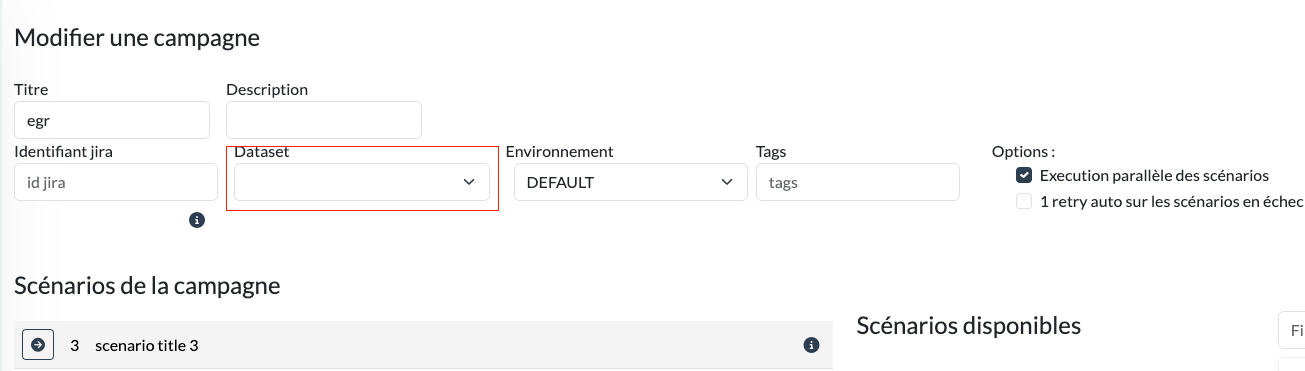 Modifier une campagne
Titre Description
egr
Identifiant jira Dataset Environnement Tags Options :
id jira DEFAULT tags Execution parallèle des scénarios
1 retry auto sur les scénarios en échec
Scénarios de la campagne
Scénarios disponibles
Fi
3 scenario title 3